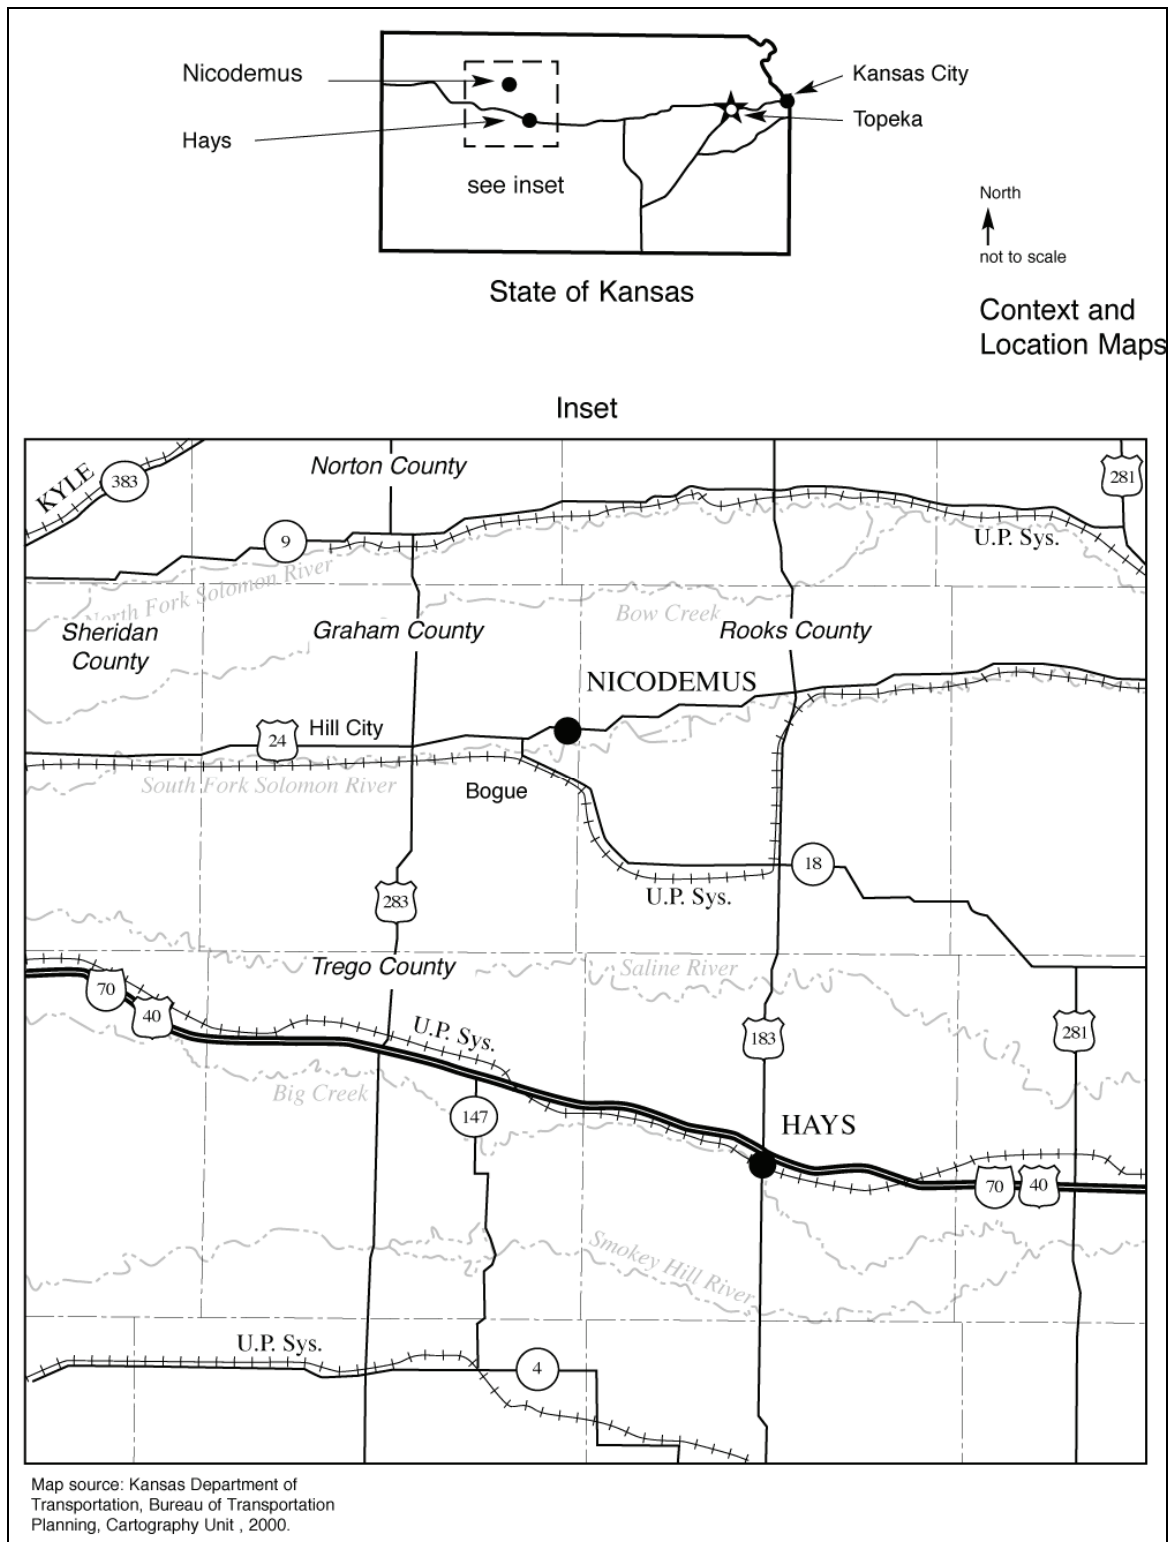 Nicodemus
Hays
Kansas City
Topeka
see inset
State of Kansas
North
not to scale
Context and
Location Maps
Inset
KYLE
383
Norton County
281
9
U.P. Sys.
North Fork Solomon River
Bow Creek
Sheridan
County
Graham County
Rooks County
NICODEMUS
24
Hill City
South Fork Solomon River
Bogue
18
U.P. Sys.
283
Trego County
Saline River
70
40
U.P. Sys.
183
281
Big Creek
147
HAYS
70
40
Smokey Hill River
U.P. Sys.
4
Map source: Kansas Department of
Transportation, Bureau of Transportation
Planning, Cartography Unit , 2000.